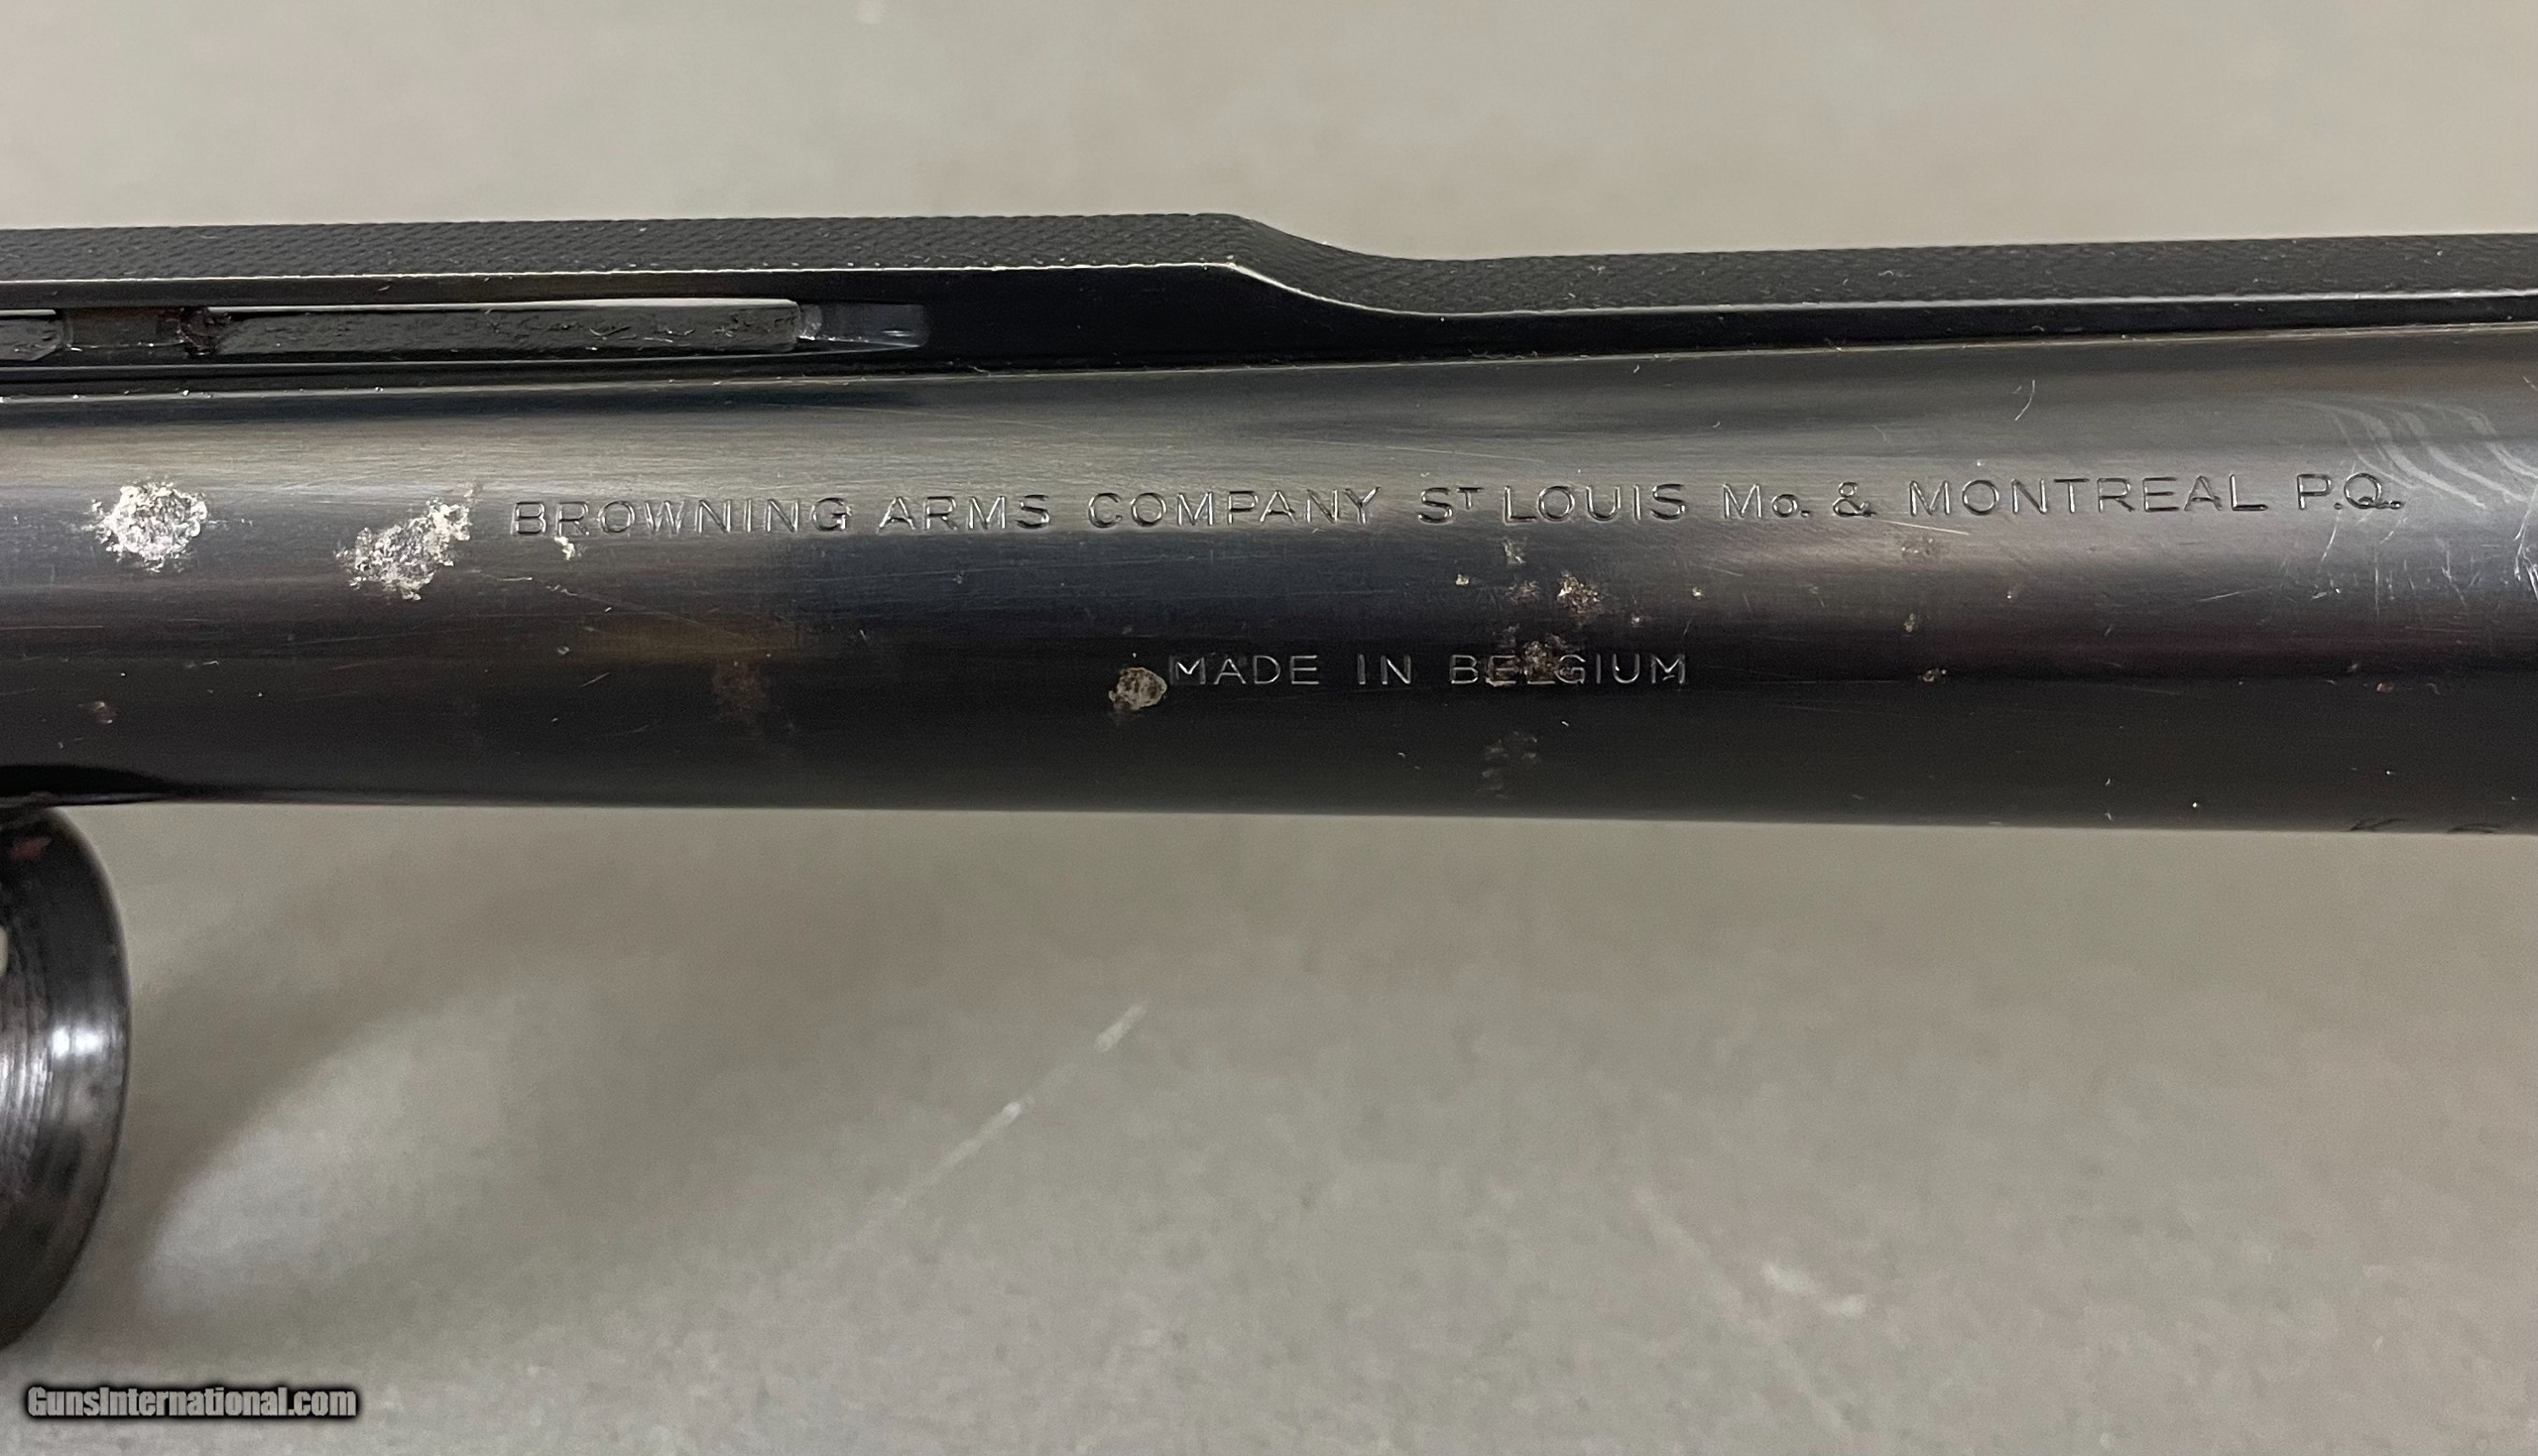 BROWNING ARMS COMPANY ST LOUIS Mo. & MONTREAL P.Q.
MADE IN BELGIUM
GunsInternational.com